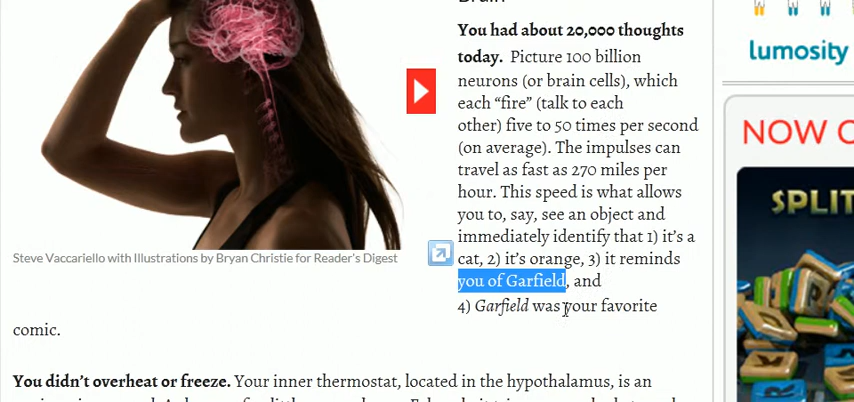 You had about 20,000 thoughts
today. Picture 100 billion
neurons (or brain cells), which
each “fire” (talk to each
other) five to 50 times per second
(on average). The impulses can
travel as fast as 270 miles per
hour. This speed is what allows
you to, say, see an object and
immediately identify that 1) it’s a
cat, 2) it’s orange, 3) it reminds
you of Garfield, and
4) Garfield was your favorite
comic.
Steve Vaccariello with Illustrations by Bryan Christie for Reader's Digest
You didn’t overheat or freeze. Your inner thermostat, located in the hypothalamus, is an
lumosity
NOW
SPLIT